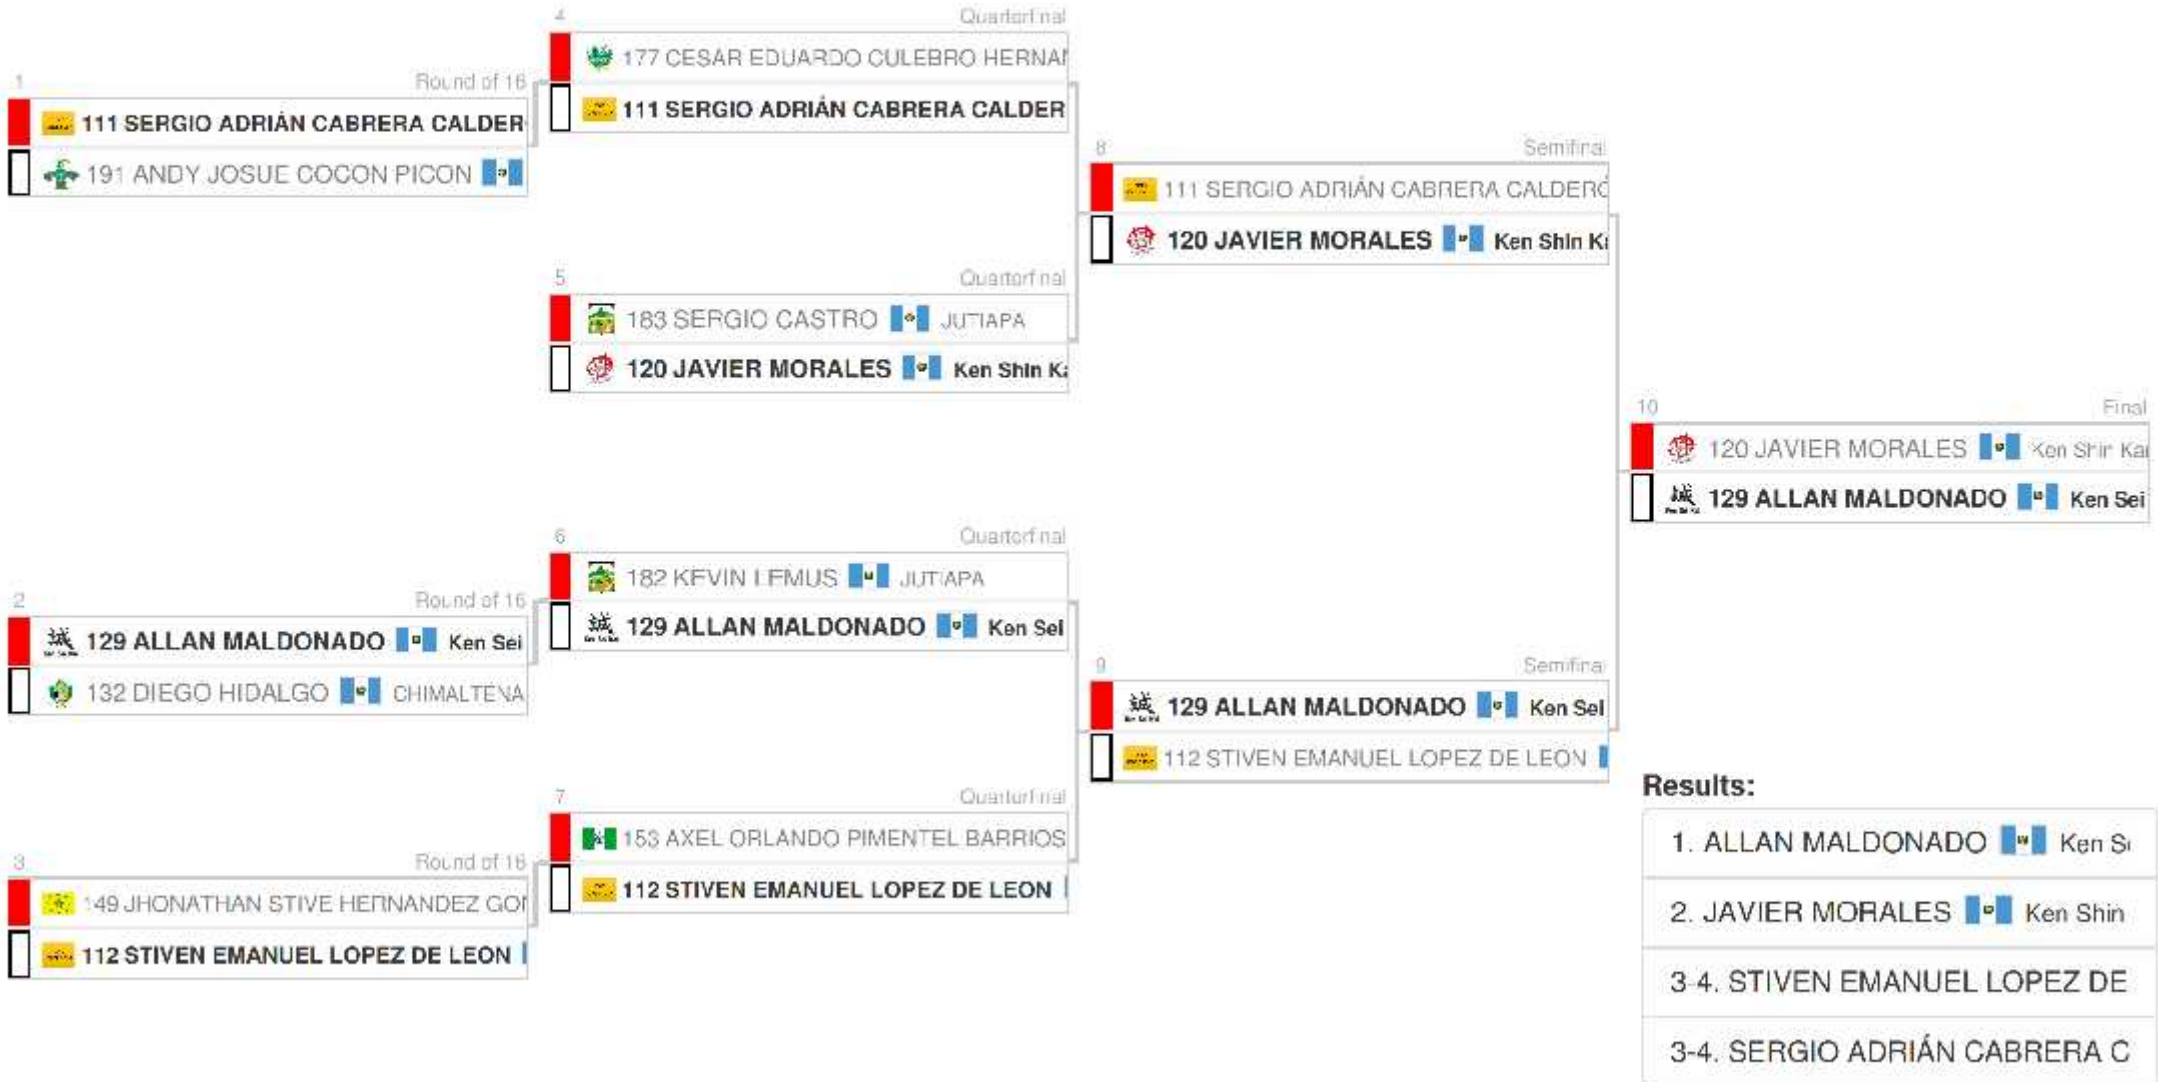 1 Round of 16
111 SERGIO ADRIÁN CABRERA CALDER
191 ANDY JOSUE COCON PICON
2 Round of 16
129 ALLAN MALDONADO Ken Sei
132 DIEGO HIDALGO CHIMALTENA
3 Round of 16
149 JHONATHAN STIVE HERNANDEZ GO
112 STIVEN EMANUEL LOPEZ DE LEON
4 Quarterfinal
177 CESAR EDUARDO CULEBRO HERNA
111 SERGIO ADRIÁN CABRERA CALDER
5 Quarterfinal
183 SERGIO CASTRO JUTIAPA
120 JAVIER MORALES Ken Shin Ka
6 Quarterfinal
182 KEVIN LEMUS JUTIAPA
129 ALLAN MALDONADO Ken Sei
7 Quarterfinal
153 AXEL ORLANDO PIMENTEL BARRIOS
112 STIVEN EMANUEL LOPEZ DE LEON
8 Semifinal
111 SERGIO ADRIÁN CABRERA CALDERÓ
120 JAVIER MORALES Ken Shin Ka
9 Semifinal
129 ALLAN MALDONADO Ken Sei
112 STIVEN EMANUEL LOPEZ DE LEON
10 Final
120 JAVIER MORALES Ken Shin Kai
129 ALLAN MALDONADO Ken Sei
Results:
1. ALLAN MALDONADO Ken S
2. JAVIER MORALES Ken Shin
3-4. STIVEN EMANUEL LOPEZ DE
3-4. SERGIO ADRIÁN CABRERA C